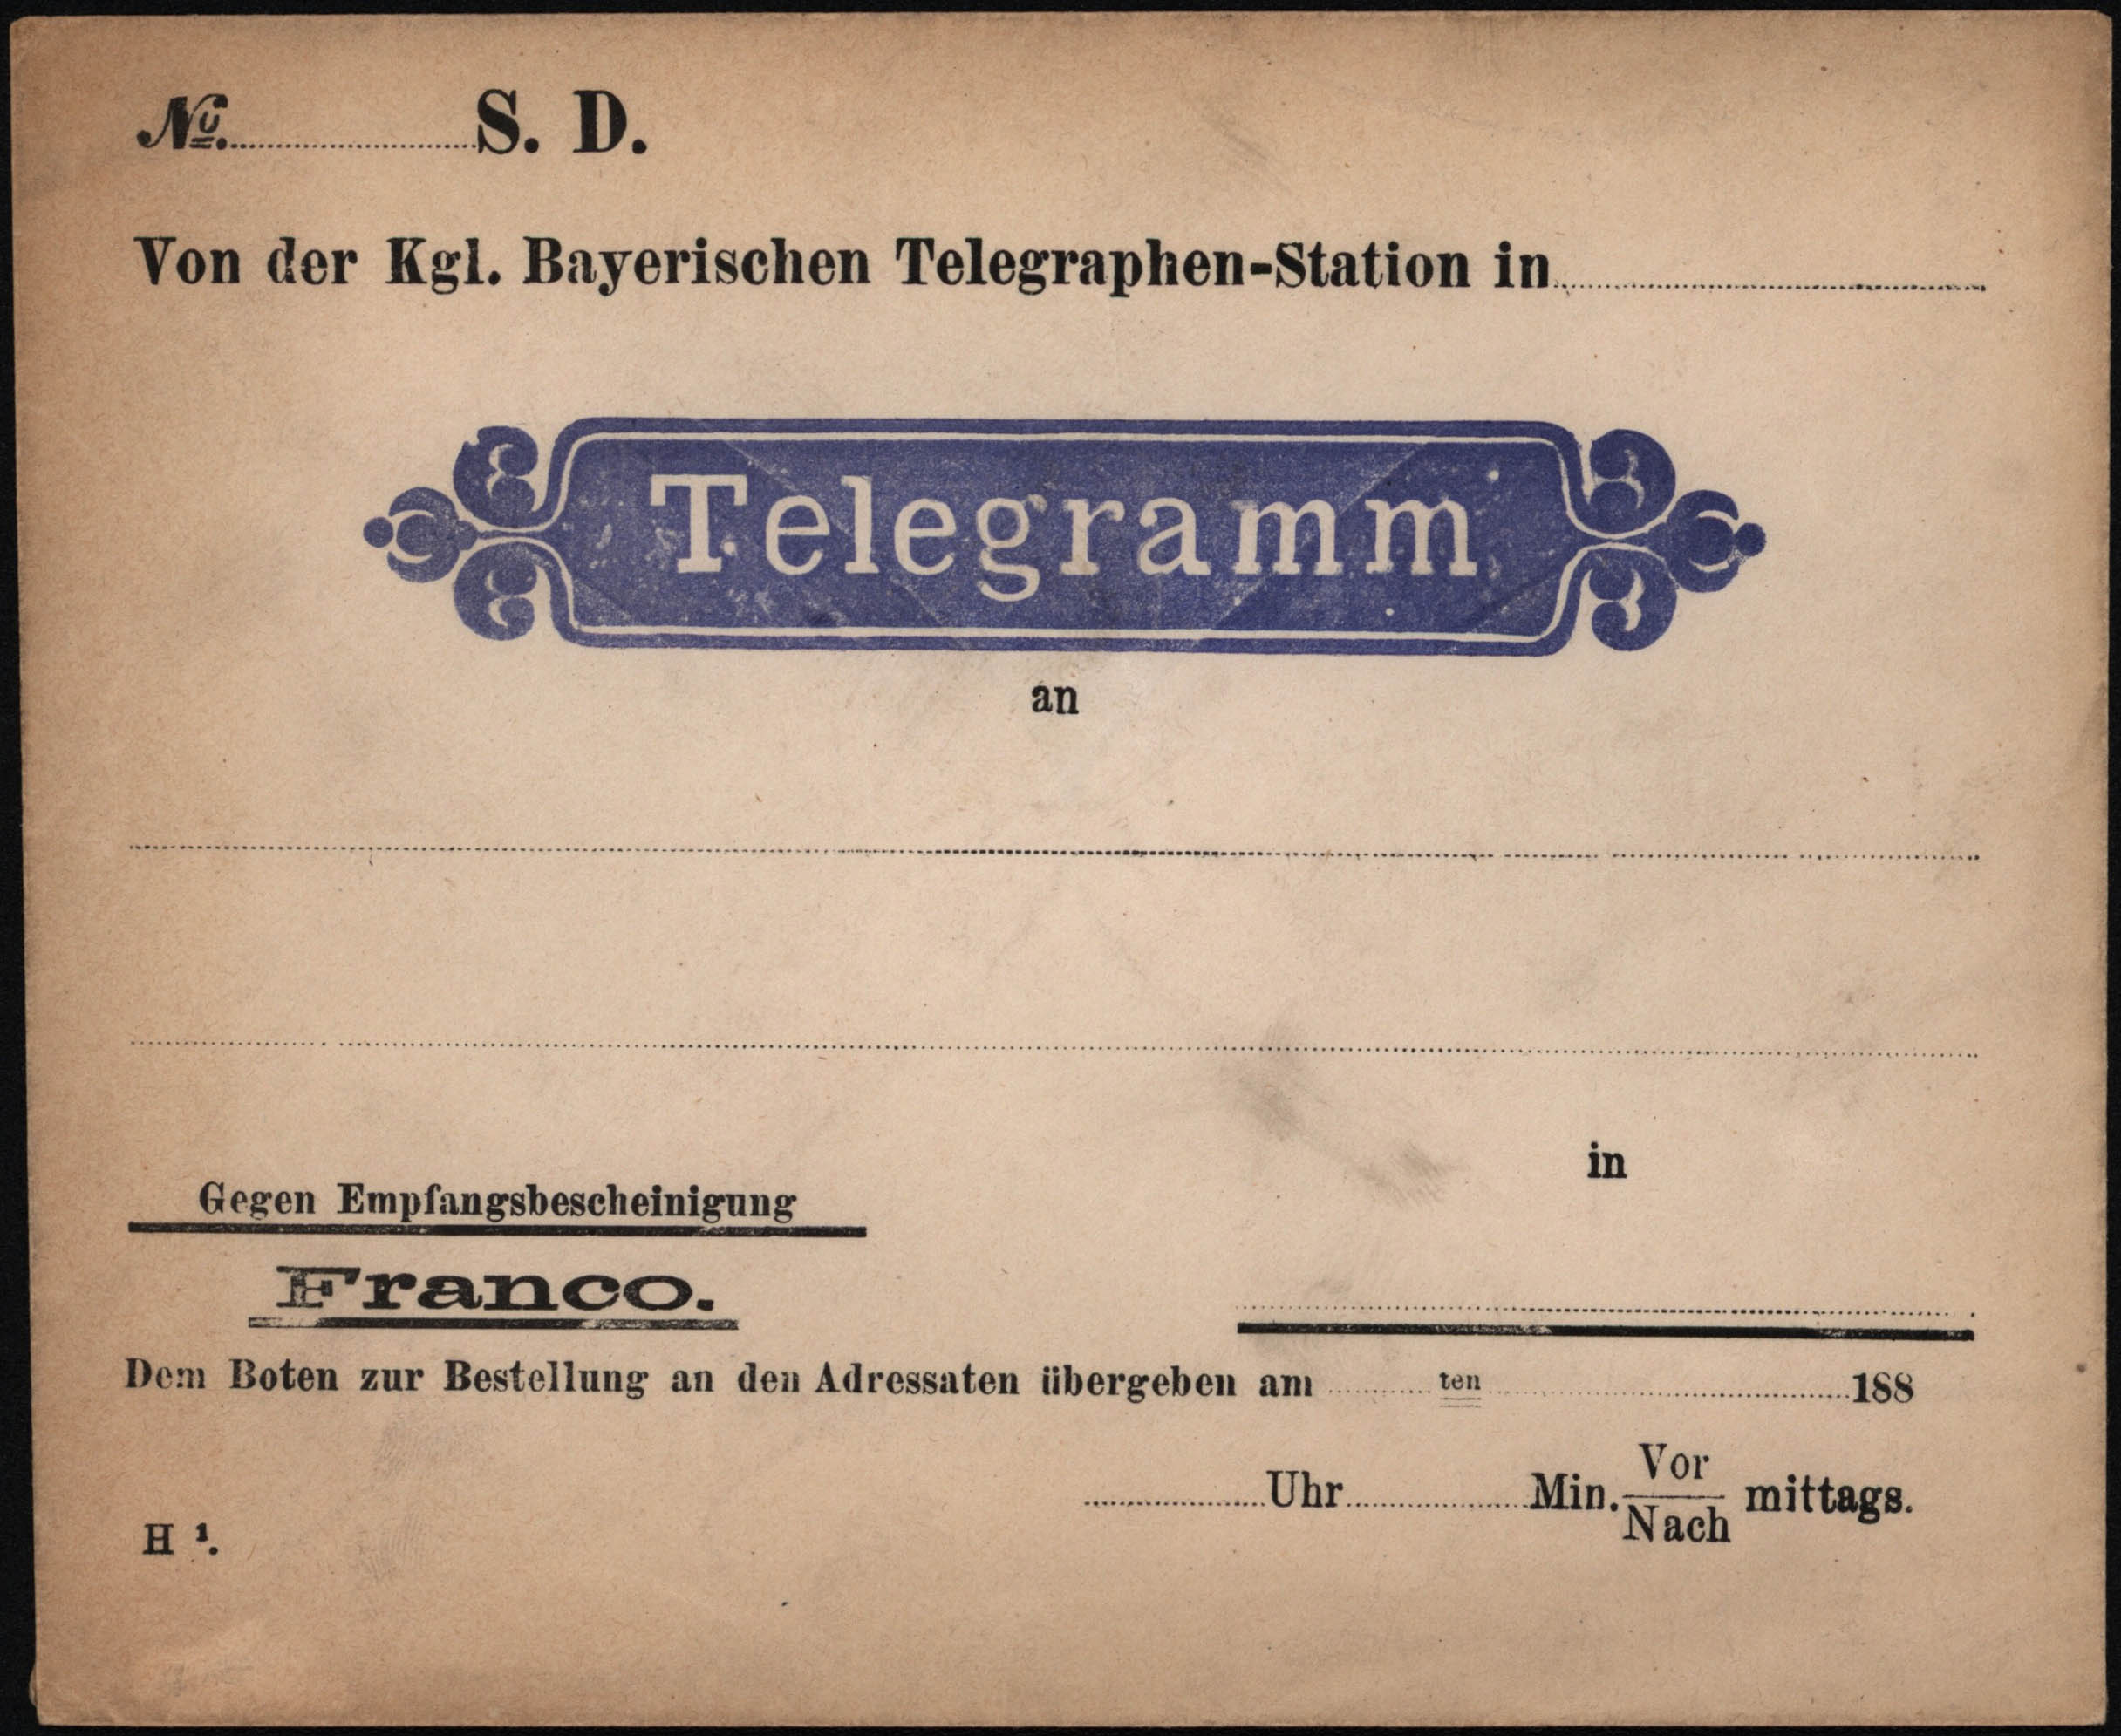 No. S. D.
Von der Kgl. Bayerischen Telegraphen-Station in
Telegramm
an
in
Gegen Empfangsbescheinigung
Franco.
Dem Boten zur Bestellung an den Adressaten übergeben am ten 188
Uhr Min. Vor/Nach mittags.
H 1.